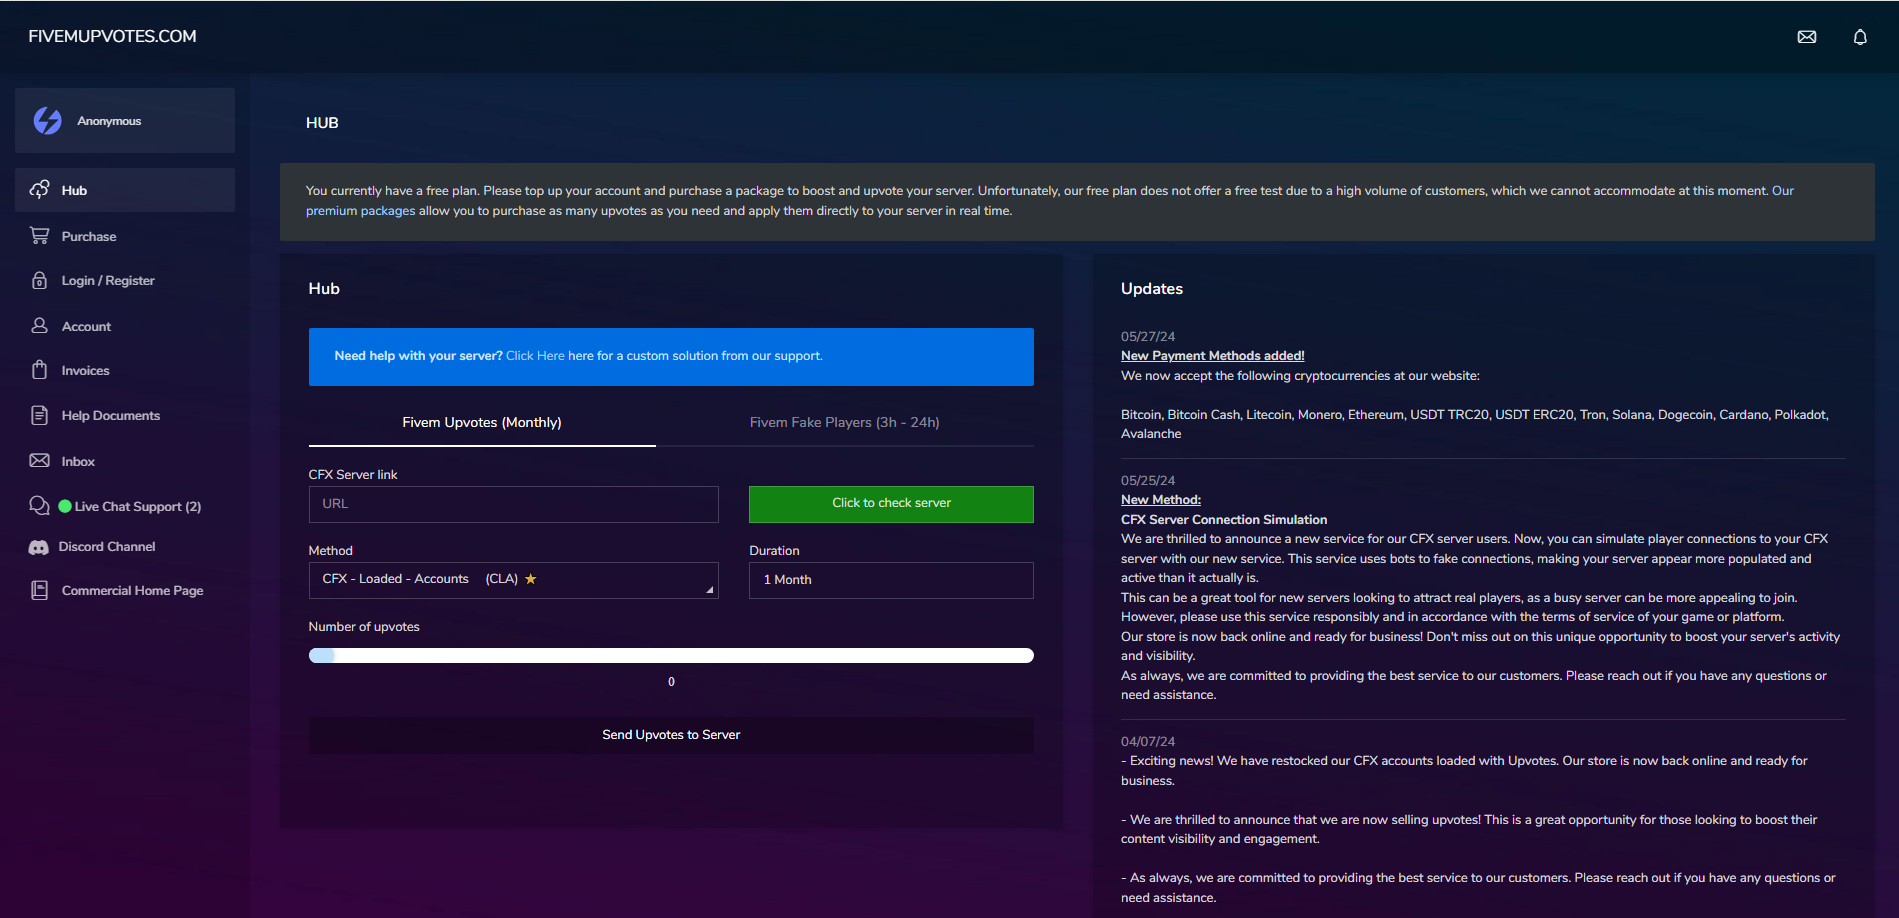 FIVEMUPVOTES.COM
Anonymous
Hub
Purchase
Login / Register
Account
Invoices
Help Documents
Inbox
Live Chat Support (2)
Discord Channel
Commercial Home Page
HUB
You currently have a free plan. Please top up your account and purchase a package to boost and upvote your server. Unfortunately, our free plan does not offer a free test due to a high volume of customers, which we cannot accommodate at this moment. Our
premium packages allow you to purchase as many upvotes as you need and apply them directly to your server in real time.
Hub
Need help with your server? Click Here here for a custom solution from our support.
Fivem Upvotes (Monthly)
Fivem Fake Players (3h - 24h)
CFX Server link
URL
Click to check server
Method
Duration
CFX - Loaded - Accounts (CLA)
1 Month
Number of upvotes
0
Send Upvotes to Server
Updates
05/27/24
New Payment Methods added!
We now accept the following cryptocurrencies at our website:
Bitcoin, Bitcoin Cash, Litecoin, Monero, Ethereum, USDT TRC20, USDT ERC20, Tron, Solana, Dogecoin, Cardano, Polkadot,
Avalanche
05/25/24
New Method:
CFX Server Connection Simulation
We are thrilled to announce a new service for our CFX server users. Now, you can simulate player connections to your CFX
server with our new service. This service uses bots to fake connections, making your server appear more populated and
active than it actually is.
This can be a great tool for new servers looking to attract real players, as a busy server can be more appealing to join.
However, please use this service responsibly and in accordance with the terms of service of your game or platform.
Our store is now back online and ready for business! Don't miss out on this unique opportunity to boost your server's activity
and visibility.
As always, we are committed to providing the best service to our customers. Please reach out if you have any questions or
need assistance.
04/07/24
- Exciting news! We have restocked our CFX accounts loaded with Upvotes. Our store is now back online and ready for
business.
- We are thrilled to announce that we are now selling upvotes! This is a great opportunity for those looking to boost their
content visibility and engagement.
- As always, we are committed to providing the best service to our customers. Please reach out if you have any questions or
need assistance.